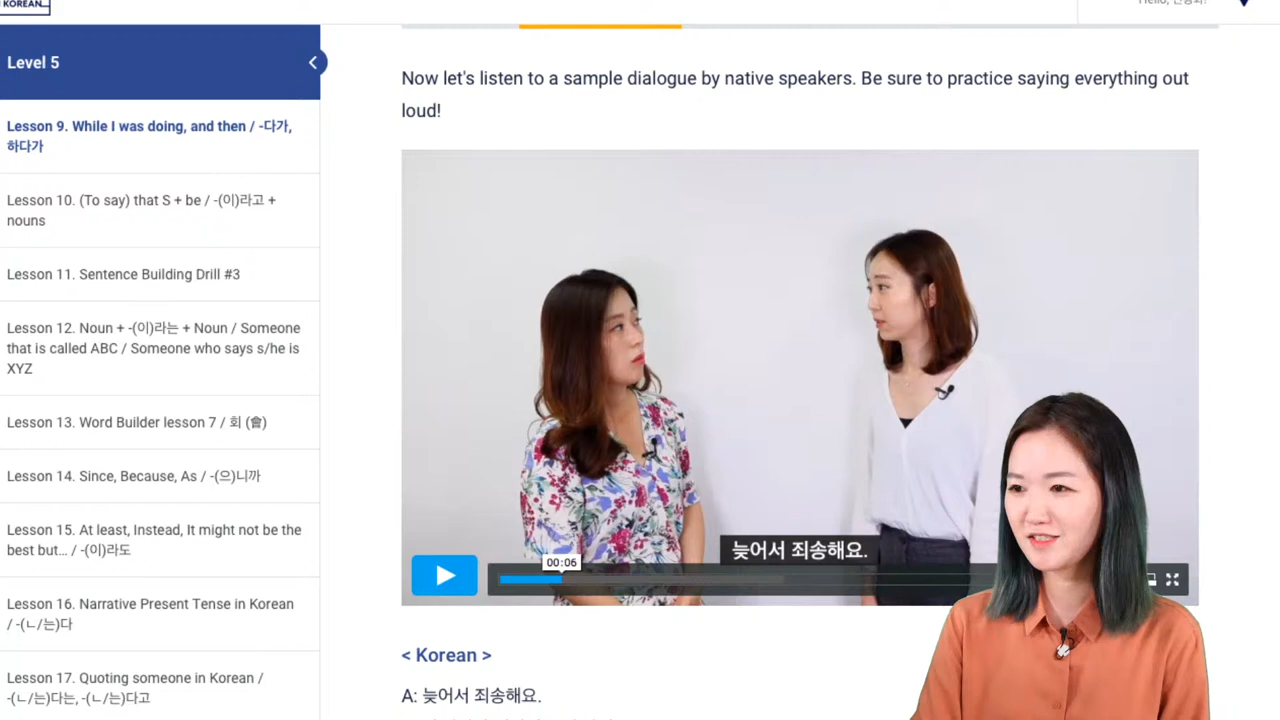 KOREAN
Hello,
Level 5
Now let's listen to a sample dialogue by native speakers. Be sure to practice saying everything out
loud!
Lesson 9. While I was doing, and then / -다가,
하다가
Lesson 10. (To say) that S + be / -(이)라고 +
nouns
Lesson 11. Sentence Building Drill #3
Lesson 12. Noun + -(이)라는 + Noun / Someone
that is called ABC / Someone who says s/he is
XYZ
Lesson 13. Word Builder lesson 7 / 회 (會)
Lesson 14. Since, Because, As / -(으)니까
Lesson 15. At least, Instead, It might not be the
best but... / -(이)라도
Lesson 16. Narrative Present Tense in Korean
/ -(ㄴ/는)다
Lesson 17. Quoting someone in Korean /
-(ㄴ/는)다는, -(ㄴ/는)다고
늦어서 죄송해요.
00:06
< Korean >
A: 늦어서 죄송해요.